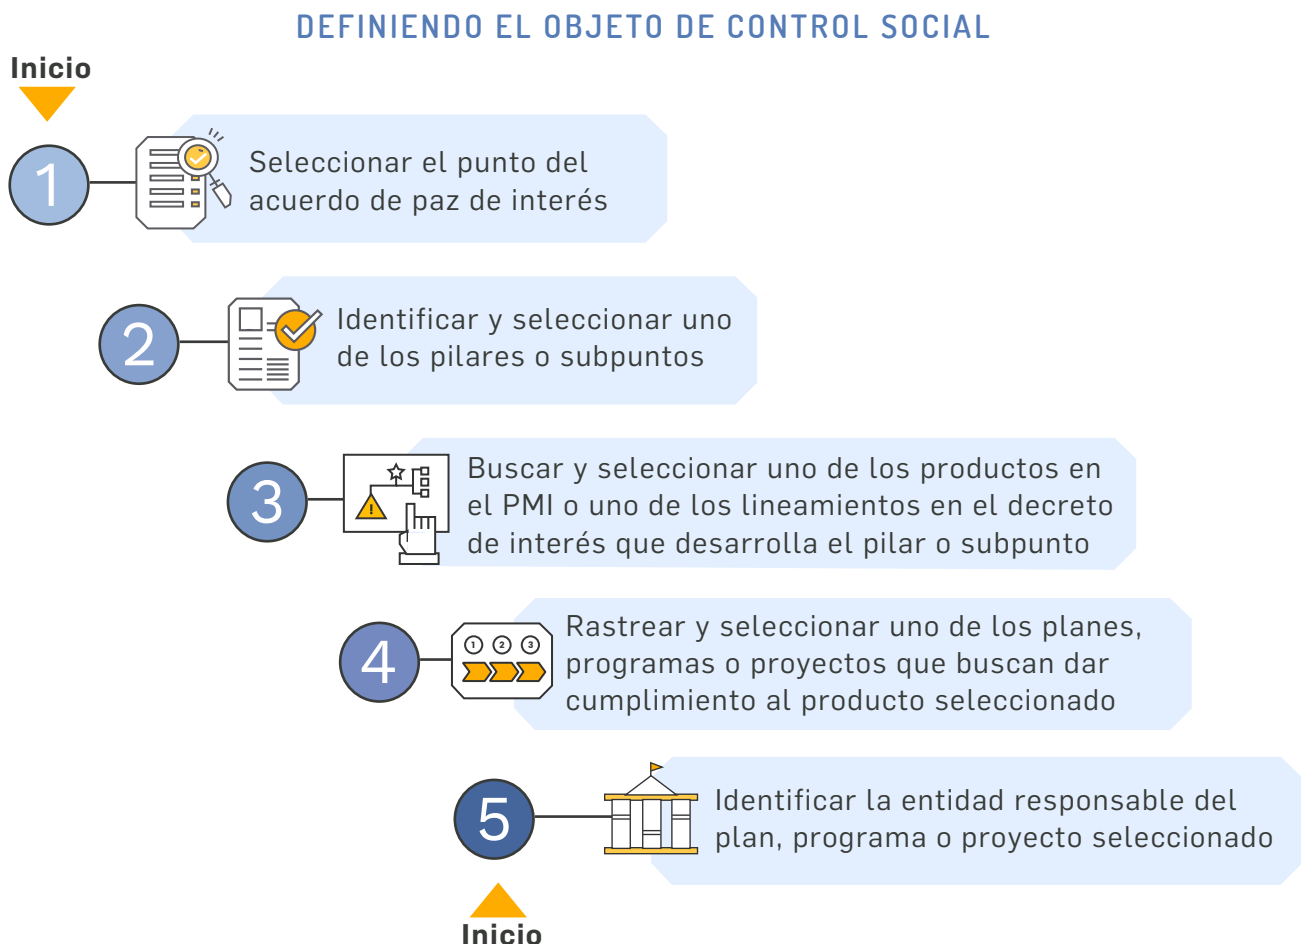 DEFINIENDO EL OBJETO DE CONTROL SOCIAL
Inicio
1
Seleccionar el punto del
acuerdo de paz de interés
2
Identificar y seleccionar uno
de los pilares o subpuntos
3
!
Buscar y seleccionar uno de los productos en
el PMI o uno de los lineamientos en el decreto
de interés que desarrolla el pilar o subpunto
4
1 2 3
Rastrear y seleccionar uno de los planes,
programas o proyectos que buscan dar
cumplimiento al producto seleccionado
5
Identificar la entidad responsable del
plan, programa o proyecto seleccionado
Inicio